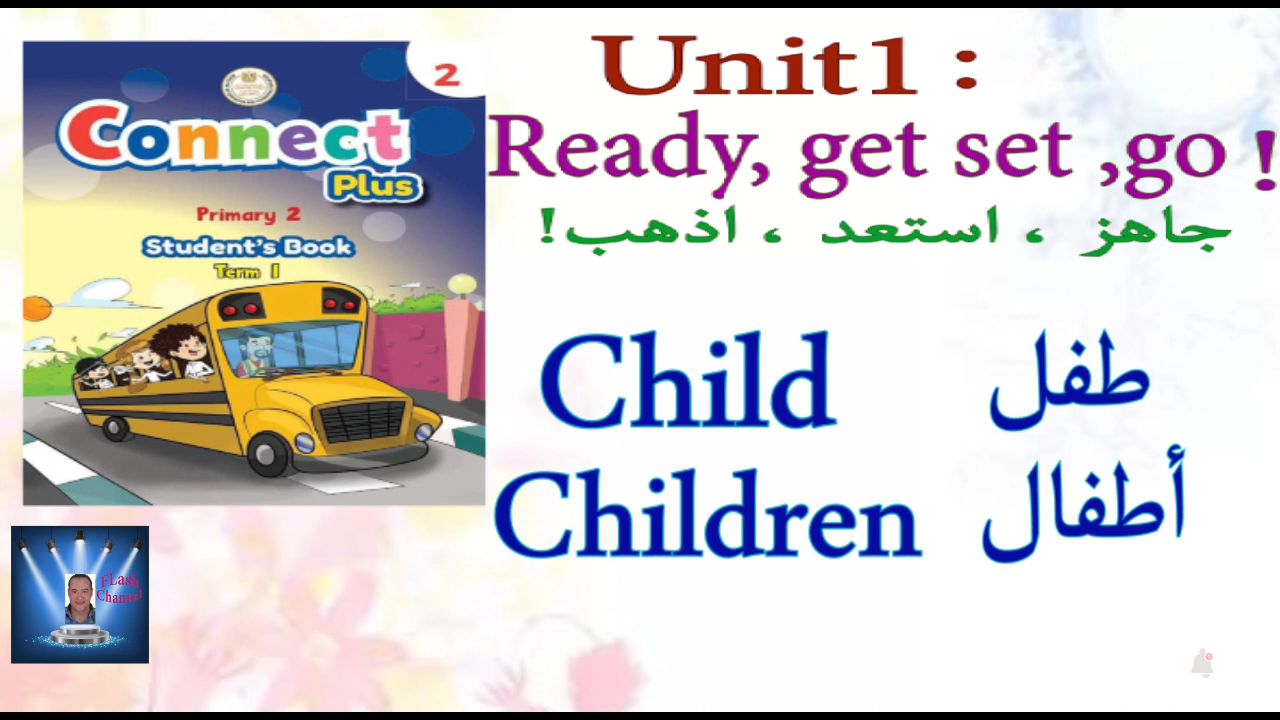 2
Connect
Plus
Primary 2
Student's Book
Term 1
Unit1 :
Ready, get set ,go !
جاهز ، استعد ، اذهب!
Child طفل
Children أطفال
FLash
Channel